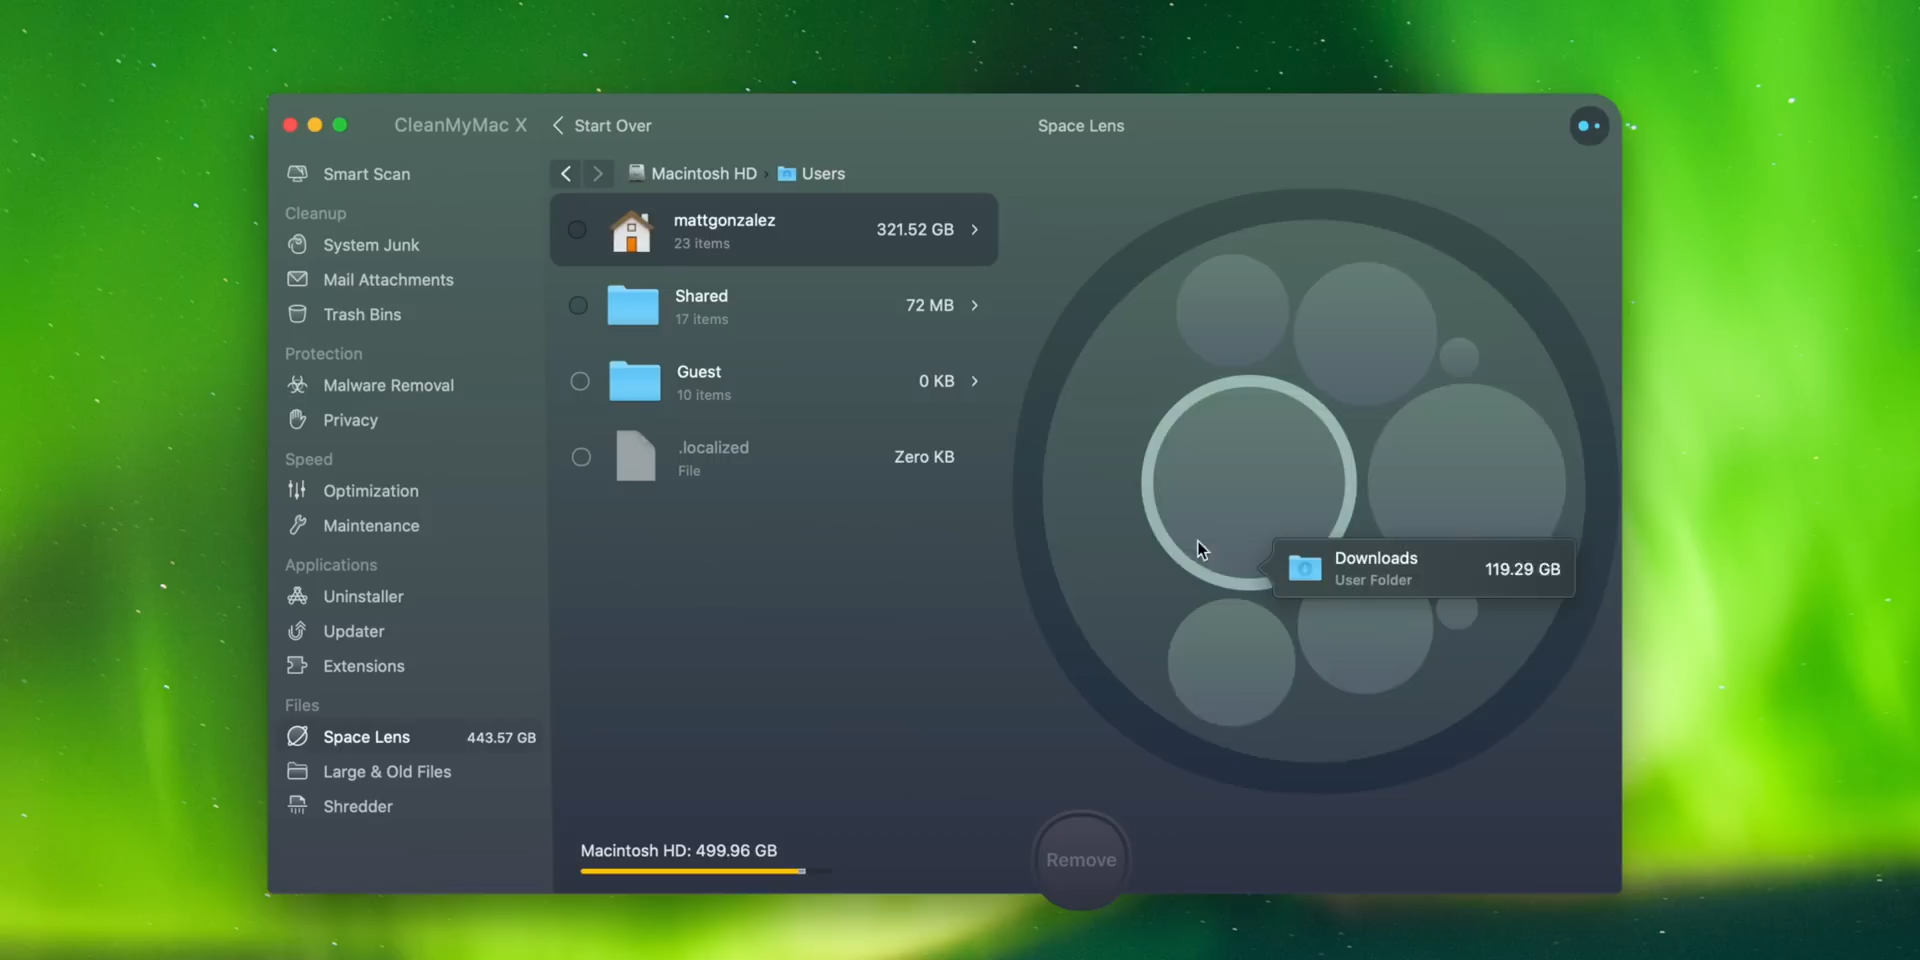 CleanMyMac X
Start Over
Space Lens
Smart Scan
Cleanup
System Junk
Mail Attachments
Trash Bins
Protection
Malware Removal
Privacy
Speed
Optimization
Maintenance
Applications
Uninstaller
Updater
Extensions
Files
Space Lens 443.57 GB
Large & Old Files
Shredder
Macintosh HD › Users
mattgonzalez 321.52 GB
23 items
Shared 72 MB
17 items
Guest 0 KB
10 items
.localized Zero KB
File
Downloads 119.29 GB
User Folder
Macintosh HD: 499.96 GB
Remove